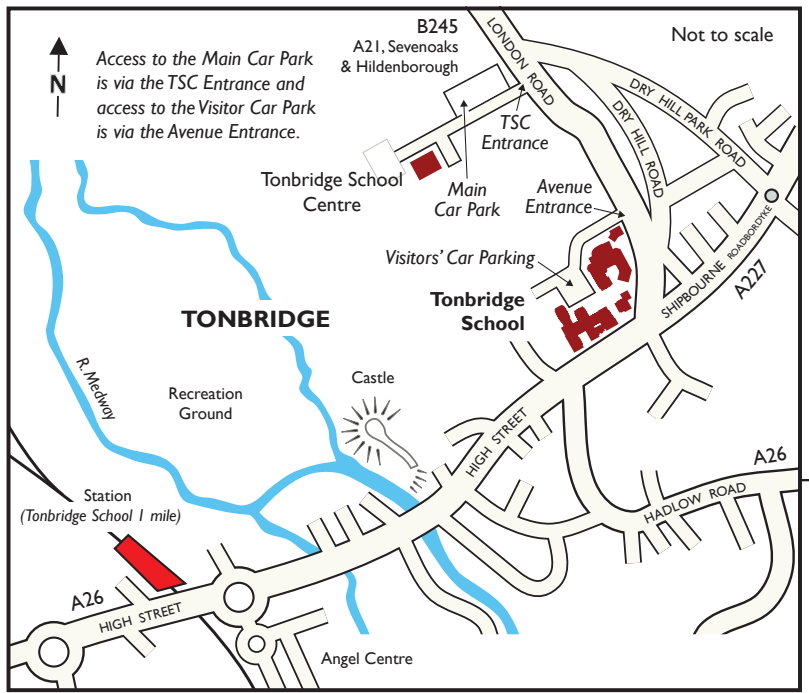 B245
A21, Sevenoaks
& Hildenborough
LONDON ROAD
Not to scale
N
Access to the Main Car Park
is via the TSC Entrance and
access to the Visitor Car Park
is via the Avenue Entrance.
DRY HILL PARK ROAD
DRY HILL ROAD
TSC
Entrance
Tonbridge School
Centre
Main
Car Park
Avenue
Entrance
Visitors' Car Parking
SHIPBOURNE ROADBORDYKE
A227
Tonbridge
School
TONBRIDGE
R. Medway
Recreation
Ground
Castle
HIGH STREET
A26
HADLOW ROAD
Station
(Tonbridge School 1 mile)
A26
HIGH STREET
Angel Centre